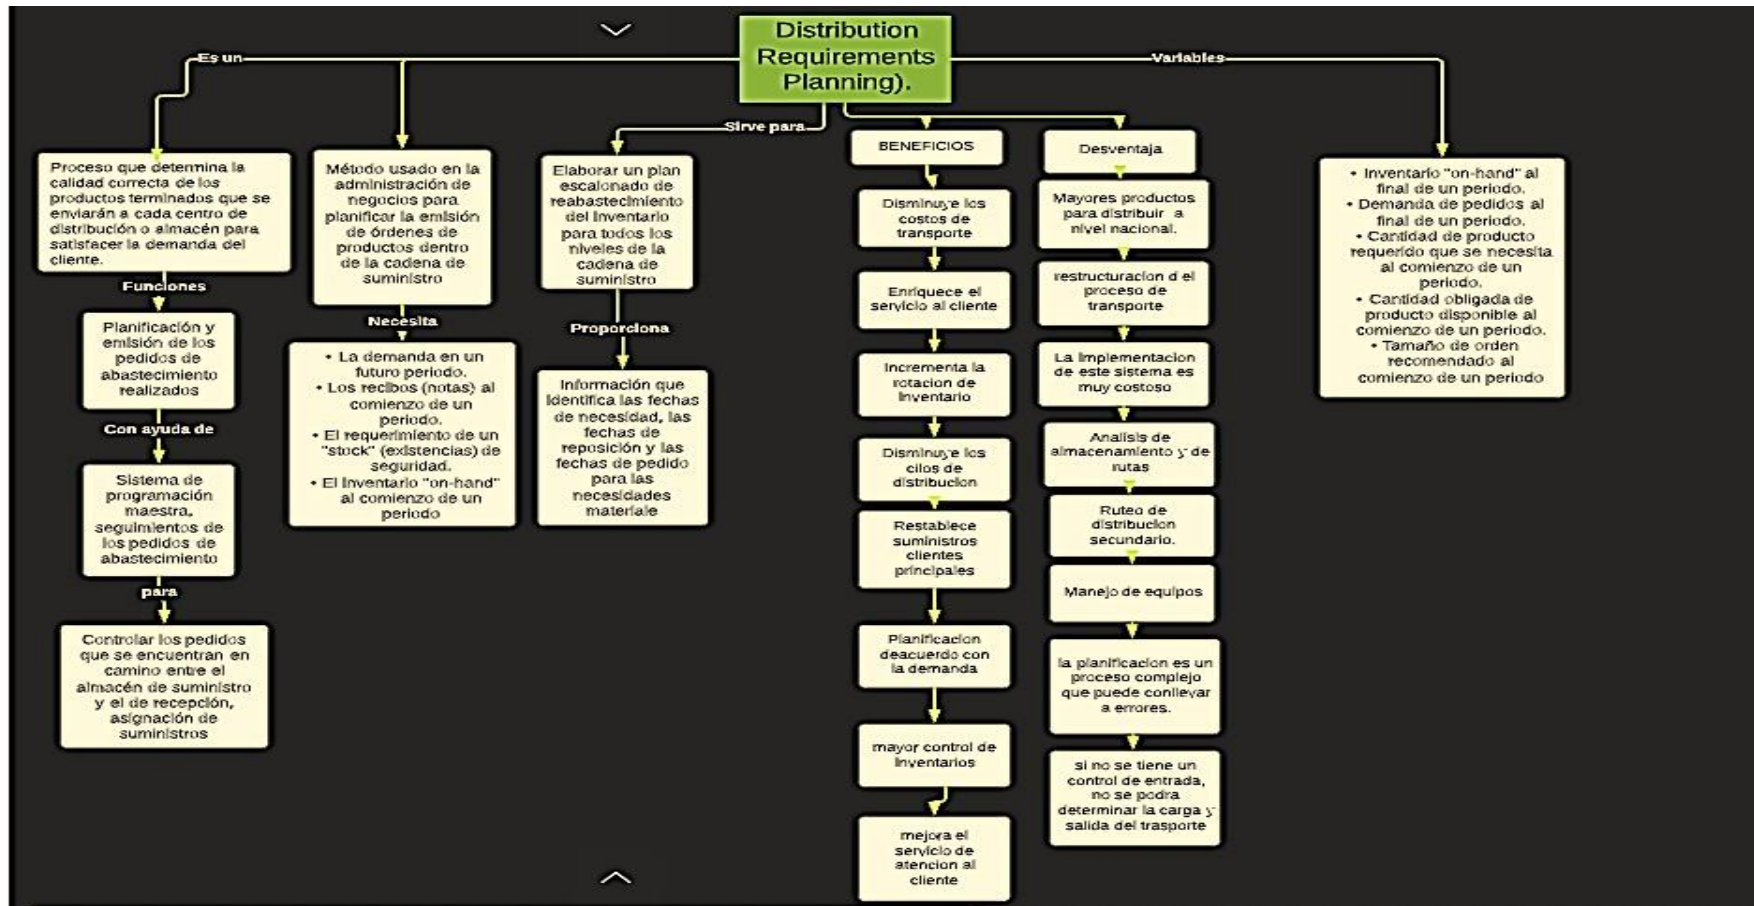 Distribution
Requirements
Planning).
Es un
Proceso que determina la
calidad correcta de los
productos terminados que se
enviarán a cada centro de
distribución o almacén para
satisfacer la demanda del
cliente.
Funciones
Planificación y
emisión de los
pedidos de
abastecimiento
realizados
Con ayuda de
Sistema de
programación
maestra,
seguimientos de
los pedidos de
abastecimiento
para
Controlar los pedidos
que se encuentran en
camino entre el
almacén de suministro
y el de recepción,
asignación de
suministros
Método usado en la
administración de
negocios para
planificar la emisión
de órdenes de
productos dentro
de la cadena de
suministro
Necesita
• La demanda en un
futuro periodo.
• Los recibos (notas) al
comienzo de un
periodo.
• El requerimiento de un
"stock" (existencias) de
seguridad.
• El inventario "on-hand"
al comienzo de un
periodo
Sirve para
Elaborar un plan
escalonado de
reabastecimiento
del inventario
para todos los
niveles de la
cadena de
suministro
Proporciona
Información que
identifica las fechas
de necesidad, las
fechas de
reposición y las
fechas de pedido
para las
necesidades
materiale
BENEFICIOS
Disminuye los
costos de
transporte
Enriquece el
servicio al cliente
Incrementa la
rotacion de
inventario
Disminuye los
cilos de
distribucion
Restablece
suministros
clientes
principales
Planificacion
deacuerdo con
la demanda
mayor control de
inventarios
mejora el
servicio de
atencion al
cliente
Desventaja
Mayores productos
para distribuir a
nivel nacional.
restructuracion d el
proceso de
transporte
La implementacion
de este sistema es
muy costoso
Analisis de
almacenamiento y de
rutas
Ruteo de
distribucion
secundario.
Manejo de equipos
la planificacion es un
proceso complejo
que puede conllevar
a errores.
si no se tiene un
control de entrada,
no se podra
determinar la carga y
salida del trasporte
Variables
• Inventario "on-hand" al
final de un periodo.
• Demanda de pedidos al
final de un periodo.
• Cantidad de producto
requerido que se necesita
al comienzo de un
periodo.
• Cantidad obligada de
producto disponible al
comienzo de un periodo.
• Tamaño de orden
recomendado al
comienzo de un periodo